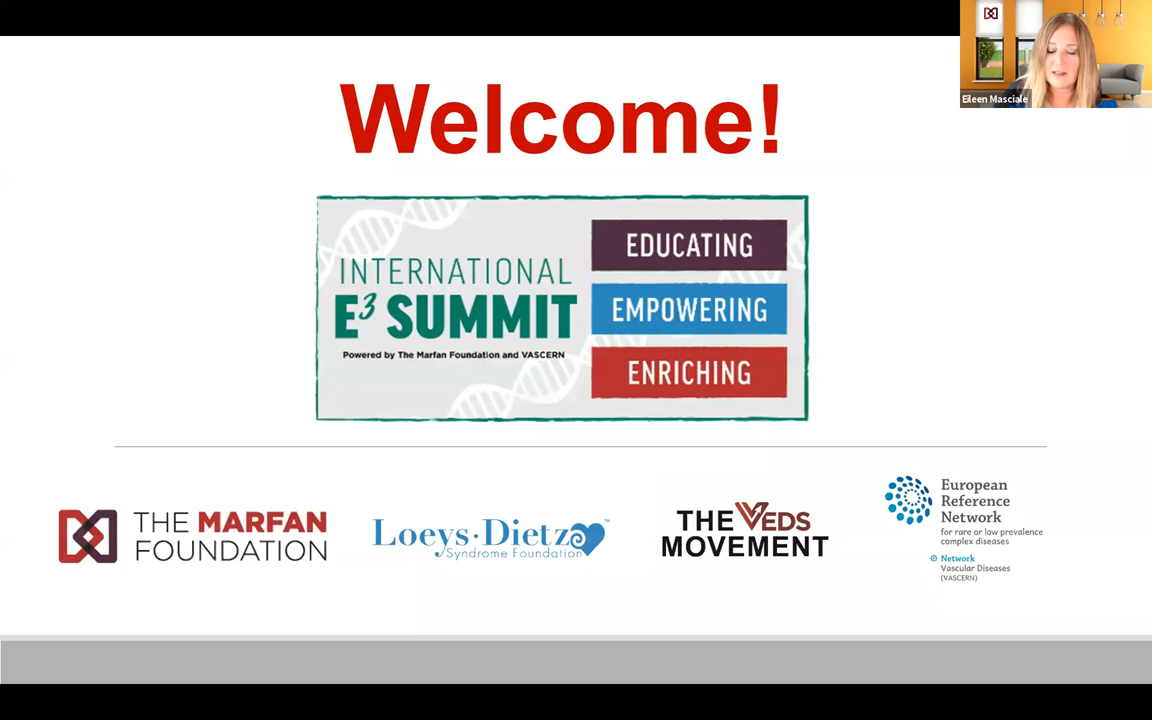 Eileen Masciale
Welcome!
INTERNATIONAL
E³ SUMMIT
Powered by The Marfan Foundation and VASCERN
EDUCATING
EMPOWERING
ENRICHING
THE MARFAN
FOUNDATION
Loeys·Dietz™
Syndrome Foundation
THE VEDS
MOVEMENT
European
Reference
Network
for rare or low prevalence
complex diseases
Network
Vascular Diseases
(VASCERN)